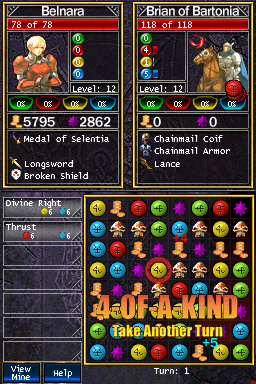 Belnara
Brian of Bartonia
78 of 78
118 of 118
0
0
0
0
0
4
1
5
Level: 12
Level: 12
0%
0%
0%
0%
0%
0%
0%
0%
5795
2862
0
0
Medal of Selentia
Longsword
Broken Shield
Chainmail Coif
Chainmail Armor
Lance
Divine Right
6
6
Thrust
6
6
4 OF A KIND
Take Another Turn
+5
View
Mine
Help
Turn: 1